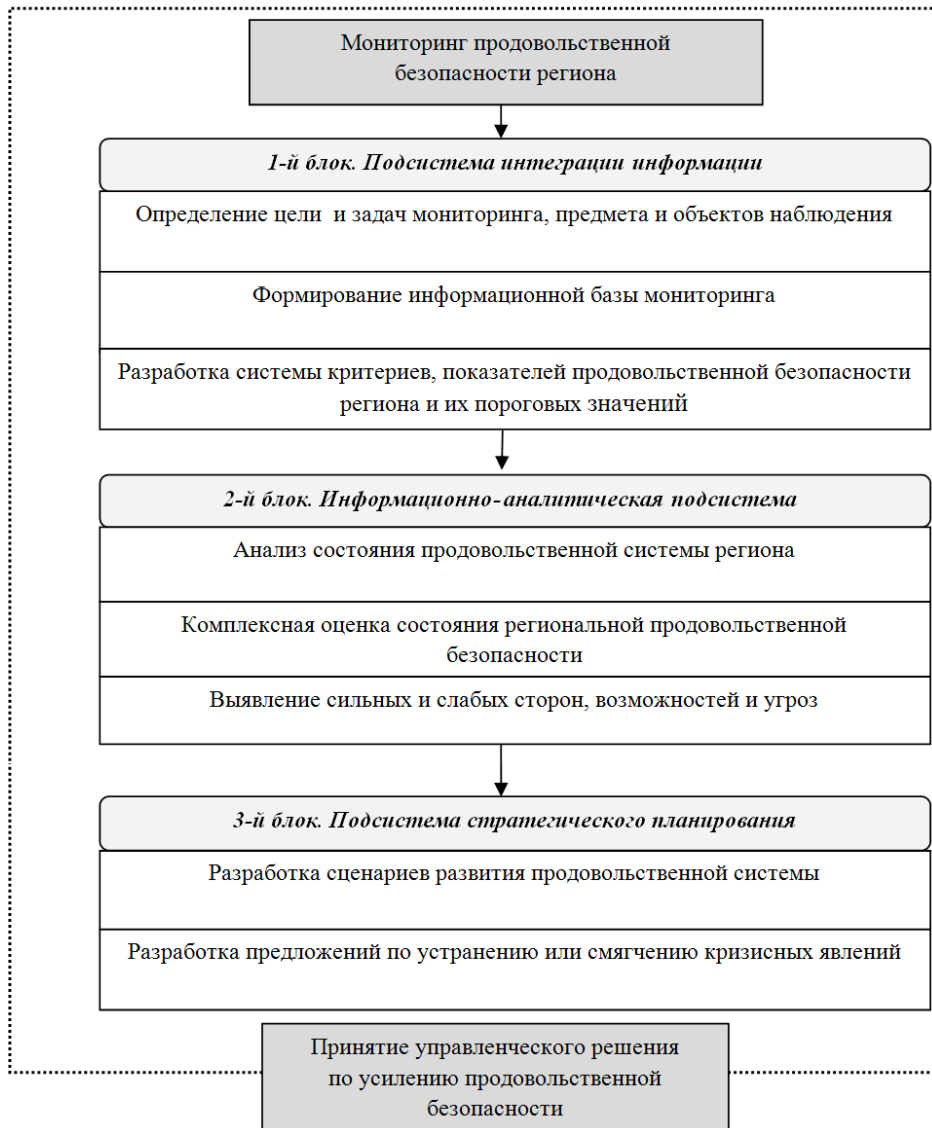 Мониторинг продовольственной
безопасности региона
1-й блок. Подсистема интеграции информации
Определение цели и задач мониторинга, предмета и объектов наблюдения
Формирование информационной базы мониторинга
Разработка системы критериев, показателей продовольственной безопасности
региона и их пороговых значений
2-й блок. Информационно-аналитическая подсистема
Анализ состояния продовольственной системы региона
Комплексная оценка состояния региональной продовольственной
безопасности
Выявление сильных и слабых сторон, возможностей и угроз
3-й блок. Подсистема стратегического планирования
Разработка сценариев развития продовольственной системы
Разработка предложений по устранению или смягчению кризисных явлений
Принятие управленческого решения
по усилению продовольственной
безопасности